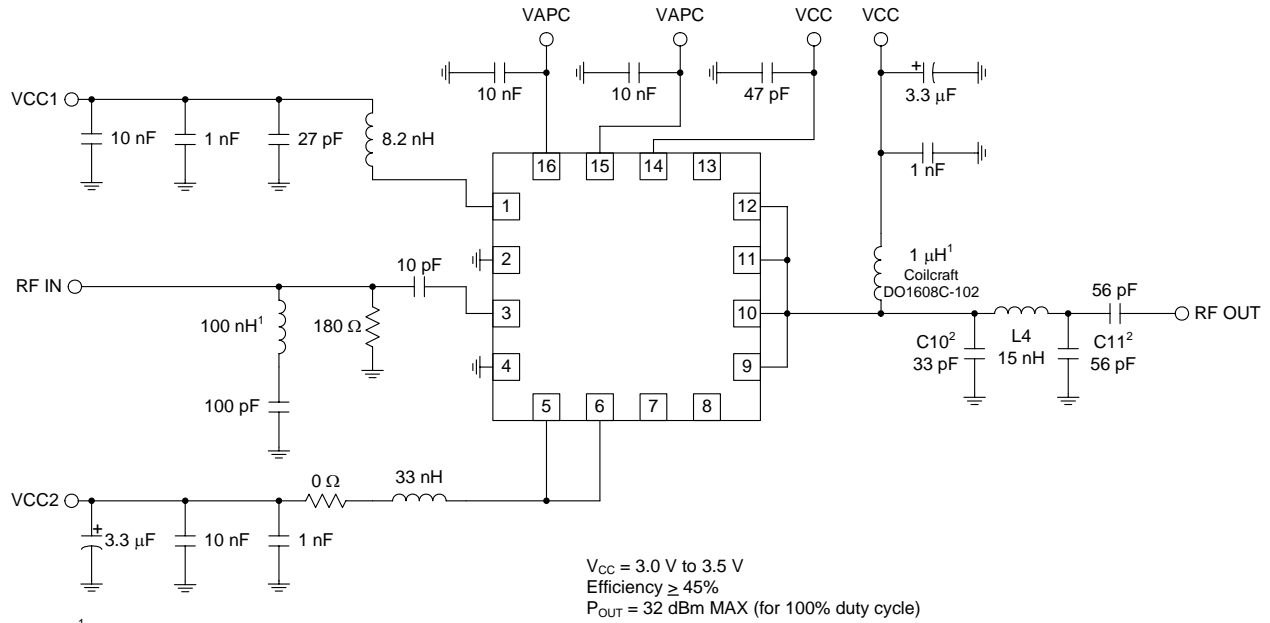 VAPC
VAPC
VCC
VCC
10 nF
10 nF
47 pF
+
3.3 µF
VCC1
10 nF
1 nF
27 pF
8.2 nH
1 nF
16
15
14
13
1
12
2
11
1 µH¹
Coilcraft
DO1608C-102
RF IN
10 pF
3
10
56 pF
RF OUT
100 nH¹
180 Ω
C10²
33 pF
L4
15 nH
C11²
56 pF
4
9
100 pF
5
6
7
8
VCC2
0 Ω
33 nH
+
3.3 µF
10 nF
1 nF
V_CC = 3.0 V to 3.5 V
Efficiency ≥ 45%
P_OUT = 32 dBm MAX (for 100% duty cycle)
1